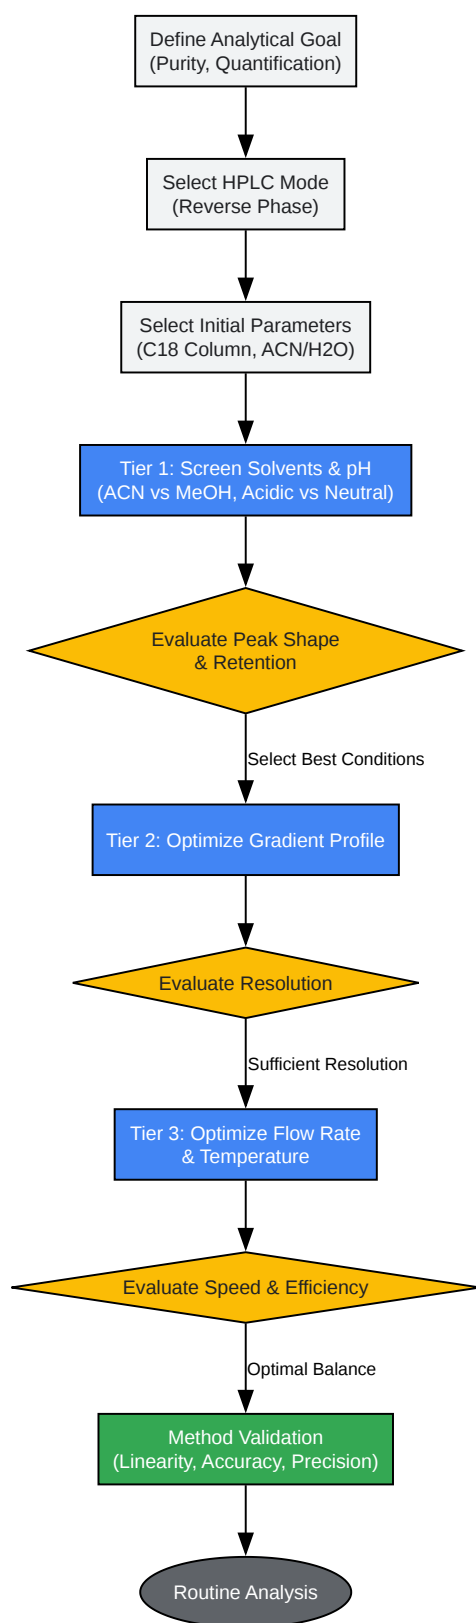 Define Analytical Goal
(Purity, Quantification)
Select HPLC Mode
(Reverse Phase)
Select Initial Parameters
(C18 Column, ACN/H2O)
Tier 1: Screen Solvents & pH
(ACN vs MeOH, Acidic vs Neutral)
Evaluate Peak Shape
& Retention
Select Best Conditions
Tier 2: Optimize Gradient Profile
Evaluate Resolution
Sufficient Resolution
Tier 3: Optimize Flow Rate
& Temperature
Evaluate Speed & Efficiency
Optimal Balance
Method Validation
(Linearity, Accuracy, Precision)
Routine Analysis